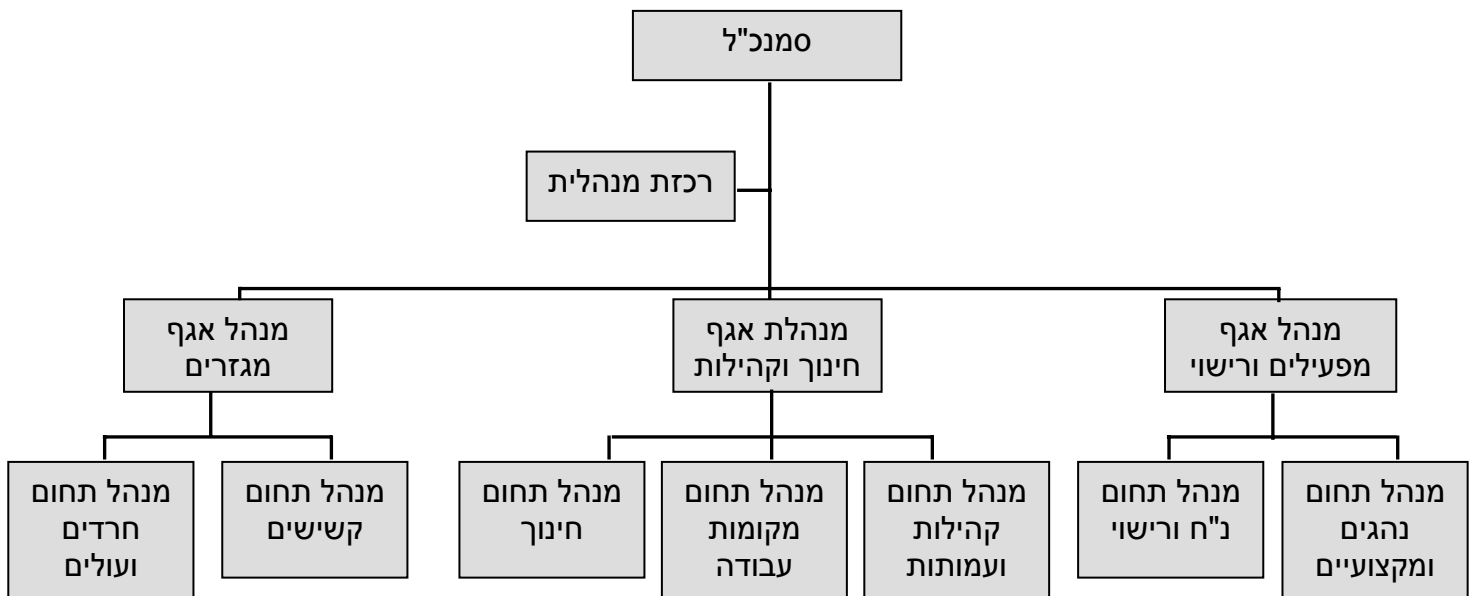 סמנכ"ל
רכזת מנהלית
מנהל אגף
מפעילים ורישוי
מנהלת אגף
חינוך וקהילות
מנהל אגף
מגזרים
מנהל תחום
נהגים
ומקצועיים
מנהל תחום
נ"ח ורישוי
מנהל תחום
קהילות
ועמותות
מנהל תחום
מקומות
עבודה
מנהל תחום
חינוך
מנהל תחום
קשישים
מנהל תחום
חרדים
ועולים